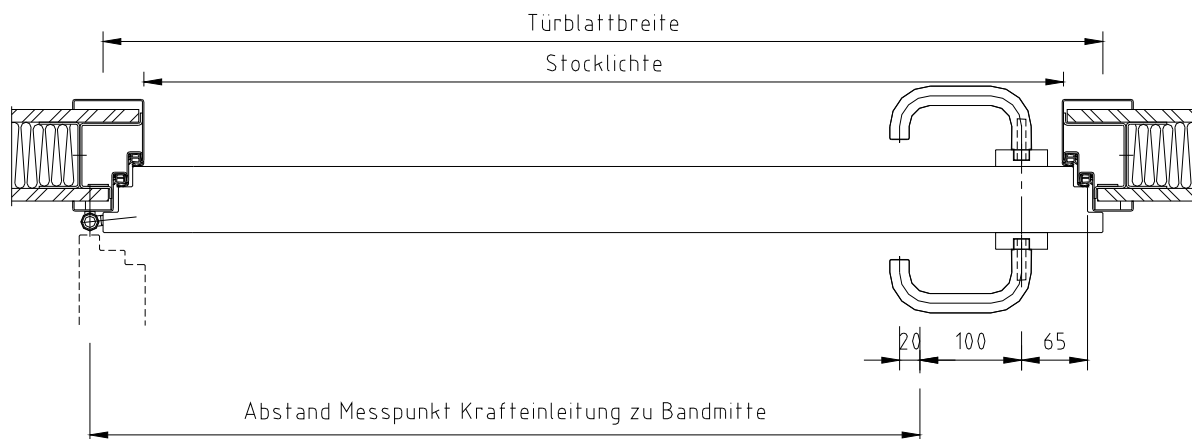 Türblattbreite
Stocklichte
20 100 65
Abstand Messpunkt Krafteinleitung zu Bandmitte